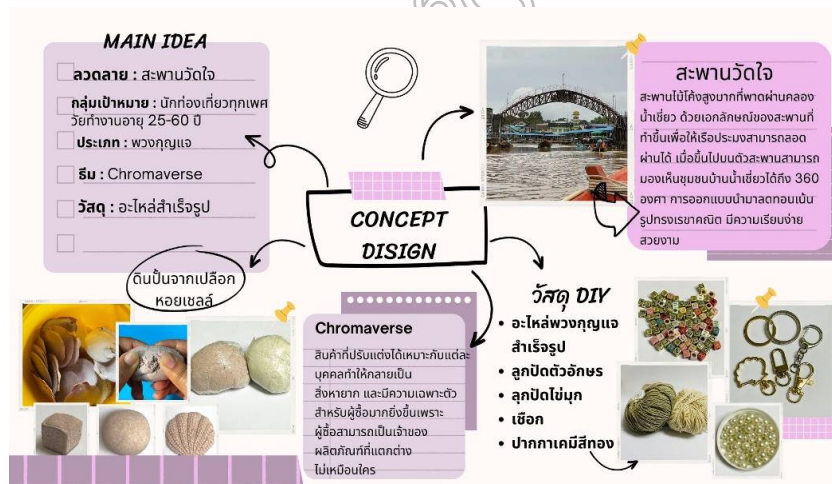 MAIN IDEA
ลวดลาย : สะพานวัดใจ
กลุ่มเป้าหมาย : นักท่องเที่ยวทุกเพศ
วัยทำงานอายุ 25-60 ปี
ประเภท : พวงกุญแจ
ธีม : Chromaverse
วัสดุ : อะไหล่สำเร็จรูป
CONCEPT
DISIGN
สะพานวัดใจ
สะพานไม้โค้งสูงมากที่พาดผ่านคลอง
น้ำเชี่ยว ด้วยเอกลักษณ์ของสะพานที่
ทำขึ้นเพื่อให้เรือประมงสามารถลอด
ผ่านได้ เมื่อขึ้นไปบนตัวสะพานสามารถ
มองเห็นชุมชนบ้านน้ำเชี่ยวได้ถึง 360
องศา การออกแบบนำมาลดทอนเน้น
รูปทรงเรขาคณิต มีความเรียบง่าย
สวยงาม
ดินปั้นจากเปลือก
หอยเชลล์
Chromaverse
สินค้าที่ปรับแต่งได้เหมาะกับแต่ละ
บุคคลทำให้กลายเป็น
สิ่งหายาก และมีความเฉพาะตัว
สำหรับผู้ซื้อมากยิ่งขึ้นเพราะ
ผู้ซื้อสามารถเป็นเจ้าของ
ผลิตภัณฑ์ที่แตกต่าง
ไม่เหมือนใคร
วัสดุ DIY
• อะไหล่พวงกุญแจ
สำเร็จรูป
• ลูกปัดตัวอักษร
• ลุกปัดไข่มุก
• เชือก
• ปากกาเคมีสีทอง